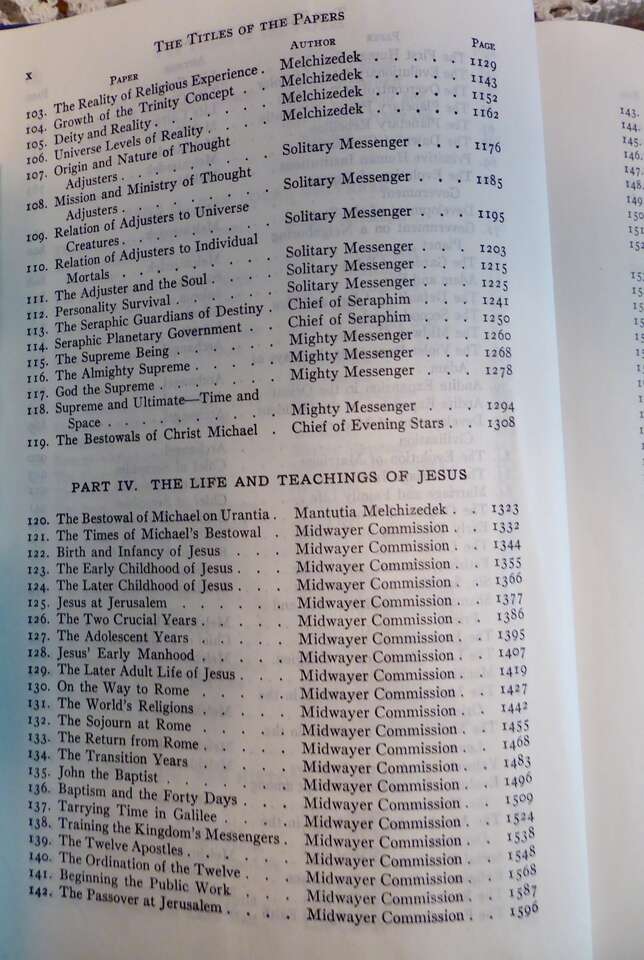 The Titles of the Papers
x Paper Author Page
103. The Reality of Religious Experience . Melchizedek . . . . . 1129
104. Growth of the Trinity Concept . . Melchizedek . . . . . 1143
105. Deity and Reality . . . . . . . Melchizedek . . . . . 1152
106. Universe Levels of Reality . . . . Melchizedek . . . . . 1162
107. Origin and Nature of Thought
Adjusters . . . . . . . . Solitary Messenger . . . 1176
108. Mission and Ministry of Thought
Adjusters . . . . . . . . Solitary Messenger . . . 1185
109. Relation of Adjusters to Universe
Creatures . . . . . . . . Solitary Messenger . . . 1195
110. Relation of Adjusters to Individual
Mortals . . . . . . . . Solitary Messenger . . . 1203
111. The Adjuster and the Soul . . . . Solitary Messenger . . . 1215
112. Personality Survival . . . . . . Solitary Messenger . . . 1225
113. The Seraphic Guardians of Destiny . Chief of Seraphim . . . 1241
114. Seraphic Planetary Government . . Chief of Seraphim . . . 1250
115. The Supreme Being . . . . . . Mighty Messenger . . . 1260
116. The Almighty Supreme . . . . . Mighty Messenger . . . 1268
117. God the Supreme . . . . . . . Mighty Messenger . . . 1278
118. Supreme and Ultimate—Time and
Space . . . . . . . . . Mighty Messenger . . . 1294
119. The Bestowals of Christ Michael . Chief of Evening Stars . . 1308
PART IV. THE LIFE AND TEACHINGS OF JESUS
120. The Bestowal of Michael on Urantia . Mantutia Melchizedek . . 1323
121. The Times of Michael's Bestowal . Midwayer Commission . . 1332
122. Birth and Infancy of Jesus . . . Midwayer Commission . . 1344
123. The Early Childhood of Jesus . . . Midwayer Commission . . 1355
124. The Later Childhood of Jesus . . . Midwayer Commission . . 1366
125. Jesus at Jerusalem . . . . . . Midwayer Commission . . 1377
126. The Two Crucial Years . . . . . Midwayer Commission . . 1386
127. The Adolescent Years . . . . . Midwayer Commission . . 1395
128. Jesus' Early Manhood . . . . . Midwayer Commission . . 1407
129. The Later Adult Life of Jesus . . . Midwayer Commission . . 1419
130. On the Way to Rome . . . . . Midwayer Commission . . 1427
131. The World's Religions . . . . . Midwayer Commission . . 1442
132. The Sojourn at Rome . . . . . Midwayer Commission . . 1455
133. The Return from Rome . . . . . Midwayer Commission . . 1468
134. The Transition Years . . . . . Midwayer Commission . . 1483
135. John the Baptist . . . . . . . Midwayer Commission . . 1496
136. Baptism and the Forty Days . . . Midwayer Commission . . 1509
137. Tarrying Time in Galilee . . . . Midwayer Commission . . 1524
138. Training the Kingdom's Messengers . Midwayer Commission . . 1538
139. The Twelve Apostles . . . . . . Midwayer Commission . . 1548
140. The Ordination of the Twelve . . . Midwayer Commission . . 1568
141. Beginning the Public Work . . . Midwayer Commission . . 1587
142. The Passover at Jerusalem . . . . Midwayer Commission . . 1596
143.
144.
145.
146.
147.
148.
149
150
151